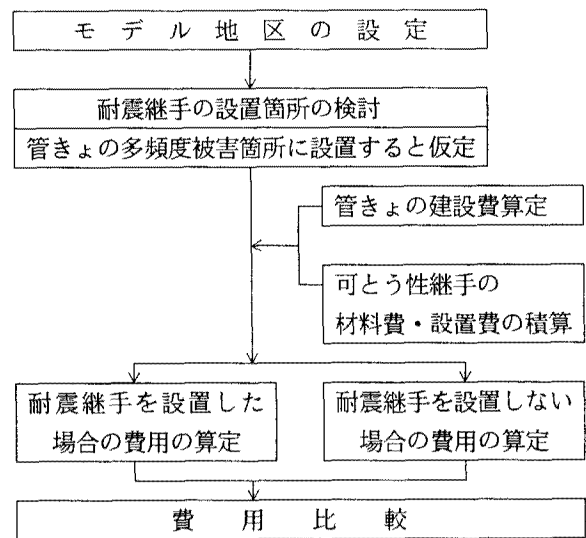 モデル地区の設定
耐震継手の設置箇所の検討
管きょの多頻度被害箇所に設置すると仮定
管きょの建設費算定
可とう性継手の
材料費・設置費の積算
耐震継手を設置した
場合の費用の算定
耐震継手を設置しない
場合の費用の算定
費用比較